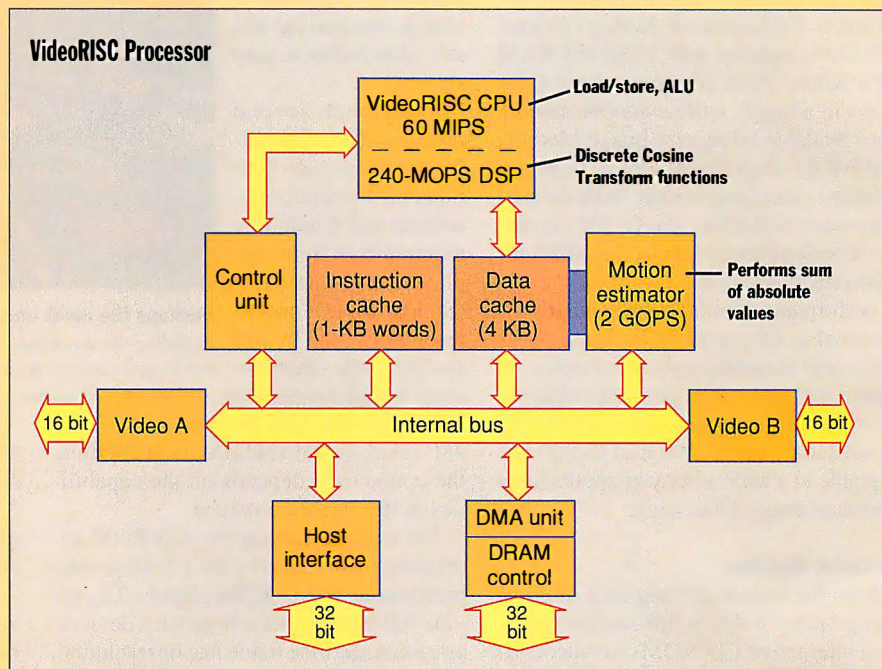 VideoRISC Processor
VideoRISC CPU
60 MIPS
240-MOPS DSP
Load/store, ALU
Discrete Cosine
Transform functions
Control
unit
Instruction
cache
(1-KB words)
Data
cache
(4 KB)
Motion
estimator
(2 GOPS)
Performs sum
of absolute
values
16 bit
Video A
Internal bus
Video B
16 bit
Host
interface
DMA unit
DRAM
control
32
bit
32
bit